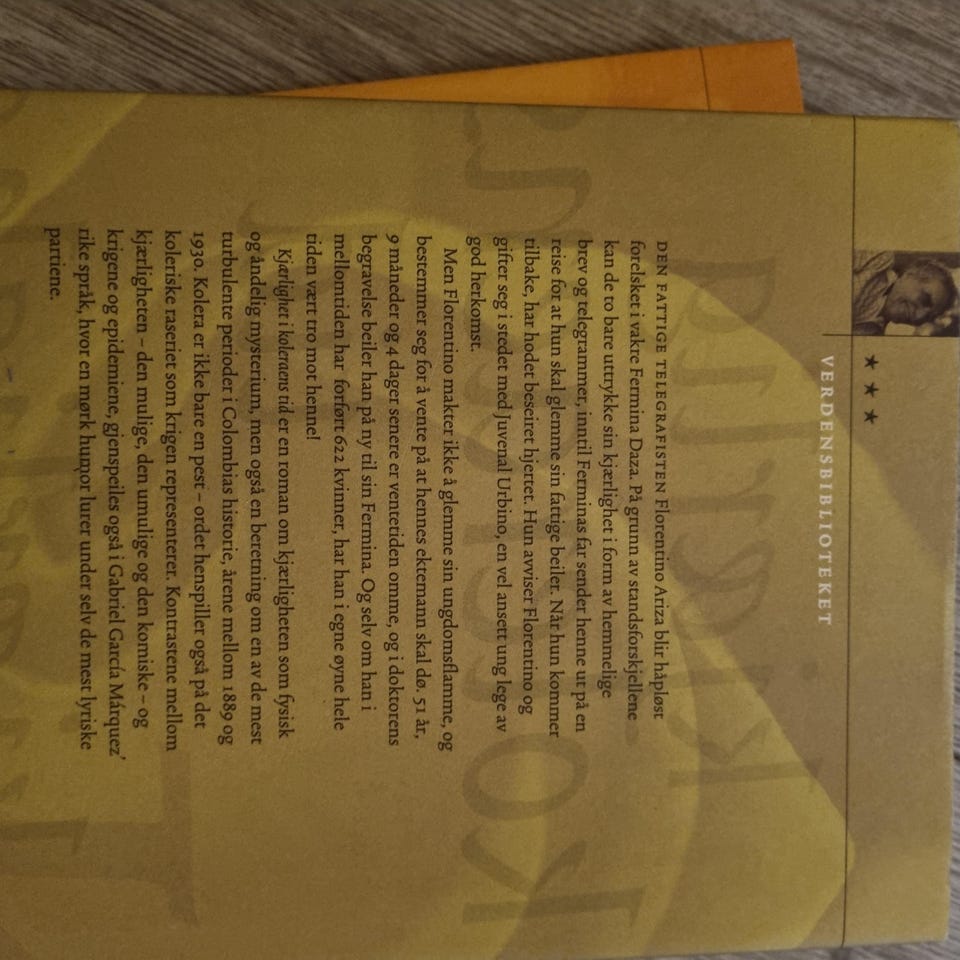 ★ ★ ★
VERDENSBIBLIOTEKET
DEN FATTIGE TELEGRAFISTEN Florentino Ariza blir håpløst
forelsket i vakre Fermina Daza. På grunn av standsforskjellene
kan de to bare uttrykke sin kjærlighet i form av hemmelige
brev og telegrammer, inntil Ferminas far sender henne ut på en
reise for at hun skal glemme sin fattige beiler. Når hun kommer
tilbake, har hodet beseiret hjertet. Hun avviser Florentino og
gifter seg i stedet med Juvenal Urbino, en vel ansett ung lege av
god herkomst.
Men Florentino makter ikke å glemme sin ungdomsflamme, og
bestemmer seg for å vente på at hennes ektemann skal dø. 51 år,
9 måneder og 4 dager senere er ventetiden omme, og i doktorens
begravelse beiler han på ny til sin Fermina. Og selv om han i
mellomtiden har forført 622 kvinner, har han i egne øyne hele
tiden vært tro mot henne!
Kjærlighet i koleraens tid er en roman om kjærligheten som fysisk
og åndelig mysterium, men også en beretning om en av de mest
turbulente perioder i Colombias historie, årene mellom 1889 og
1930. Kolera er ikke bare en pest – ordet henspiller også på det
koleriske raseriet som krigen representerer. Kontrastene mellom
kjærligheten – den mulige, den umulige og den komiske – og
krigene og epidemiene, gjenspeiles også i Gabriel García Márquez'
rike språk, hvor en mørk humor lurer under selv de mest lyriske
partiene.